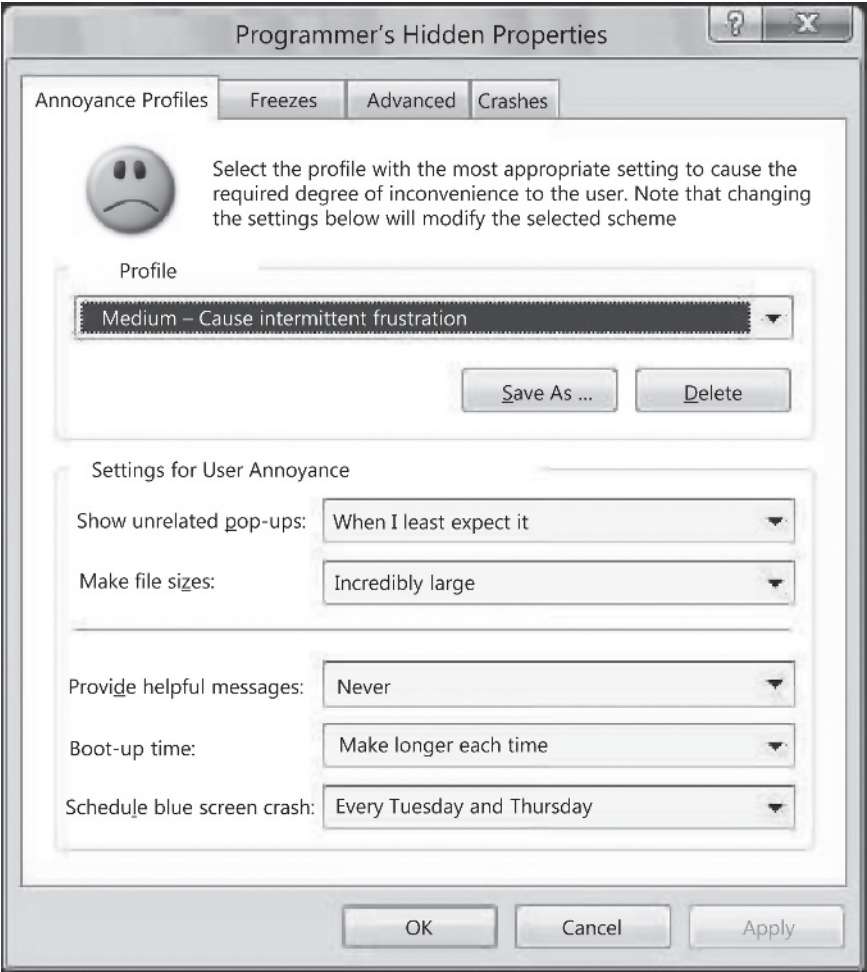 Programmer's Hidden Properties
?
X
Annoyance Profiles
Freezes
Advanced
Crashes
Select the profile with the most appropriate setting to cause the
required degree of inconvenience to the user. Note that changing
the settings below will modify the selected scheme
Profile
Medium – Cause intermittent frustration
Save As ...
Delete
Settings for User Annoyance
Show unrelated pop-ups:
When I least expect it
Make file sizes:
Incredibly large
Provide helpful messages:
Never
Boot-up time:
Make longer each time
Schedule blue screen crash:
Every Tuesday and Thursday
OK
Cancel
Apply